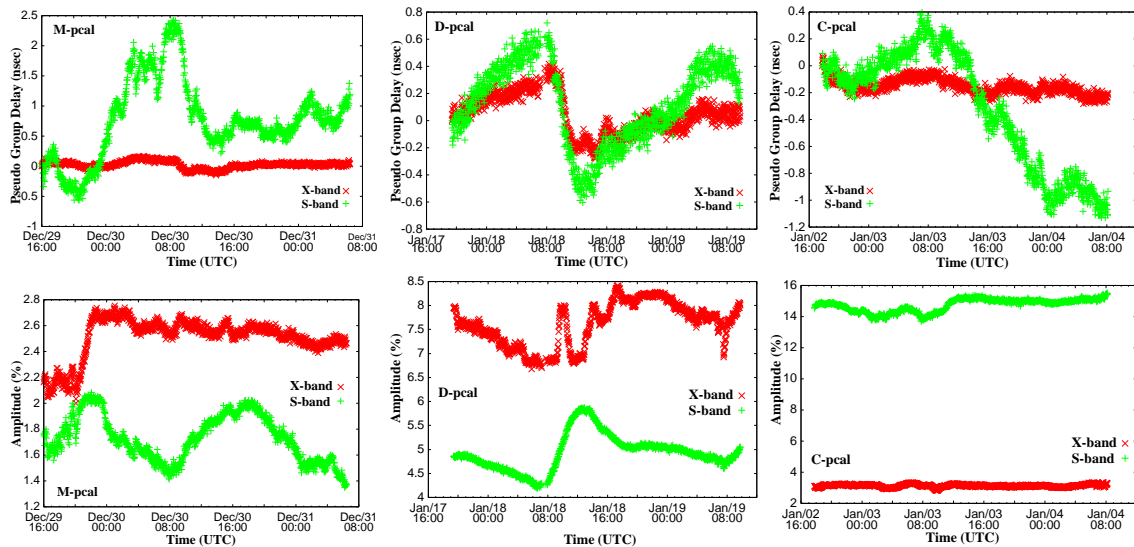 M-pcal
Pseudo Group Delay (nsec)
2.5
2
1.5
1
0.5
0
0.5
1
X-band
S-band
Dec/29 16:00
Dec/30 00:00
Dec/30 08:00
Dec/30 16:00
Dec/31 00:00
Dec/31 08:00
Time (UTC)
D-pcal
Pseudo Group Delay (nsec)
0.8
0.6
0.4
0.2
0
-0.2
-0.4
-0.6
0.8
X-band
S-band
Jan/17 16:00
Jan/18 00:00
Jan/18 08:00
Jan/18 16:00
Jan/19 00:00
Jan/19 08:00
Time (UTC)
C-pcal
Pseudo Group Delay (nsec)
0.4
0.2
0
-0.2
-0.4
-0.6
-0.8
-1
-1.2
X-band
S-band
Jan/02 16:00
Jan/03 00:00
Jan/03 08:00
Jan/03 16:00
Jan/04 00:00
Jan/04 08:00
Time (UTC)
Amplitude (%)
2.8
2.6
2.4
2.2
2
1.8
1.6
1.4
1.2
X-band
S-band
M-pcal
Dec/29 16:00
Dec/30 00:00
Dec/30 08:00
Dec/30 16:00
Dec/31 00:00
Dec/31 08:00
Time (UTC)
Amplitude (%)
8.5
8
7.5
7
6.5
6
5.5
5
4.5
4
D-pcal
X-band
S-band
Jan/17 16:00
Jan/18 00:00
Jan/18 08:00
Jan/18 16:00
Jan/19 00:00
Jan/19 08:00
Time (UTC)
Amplitude (%)
16
14
12
10
8
6
4
2
X-band
S-band
C-pcal
Jan/02 16:00
Jan/03 00:00
Jan/03 08:00
Jan/03 16:00
Jan/04 00:00
Jan/04 08:00
Time (UTC)